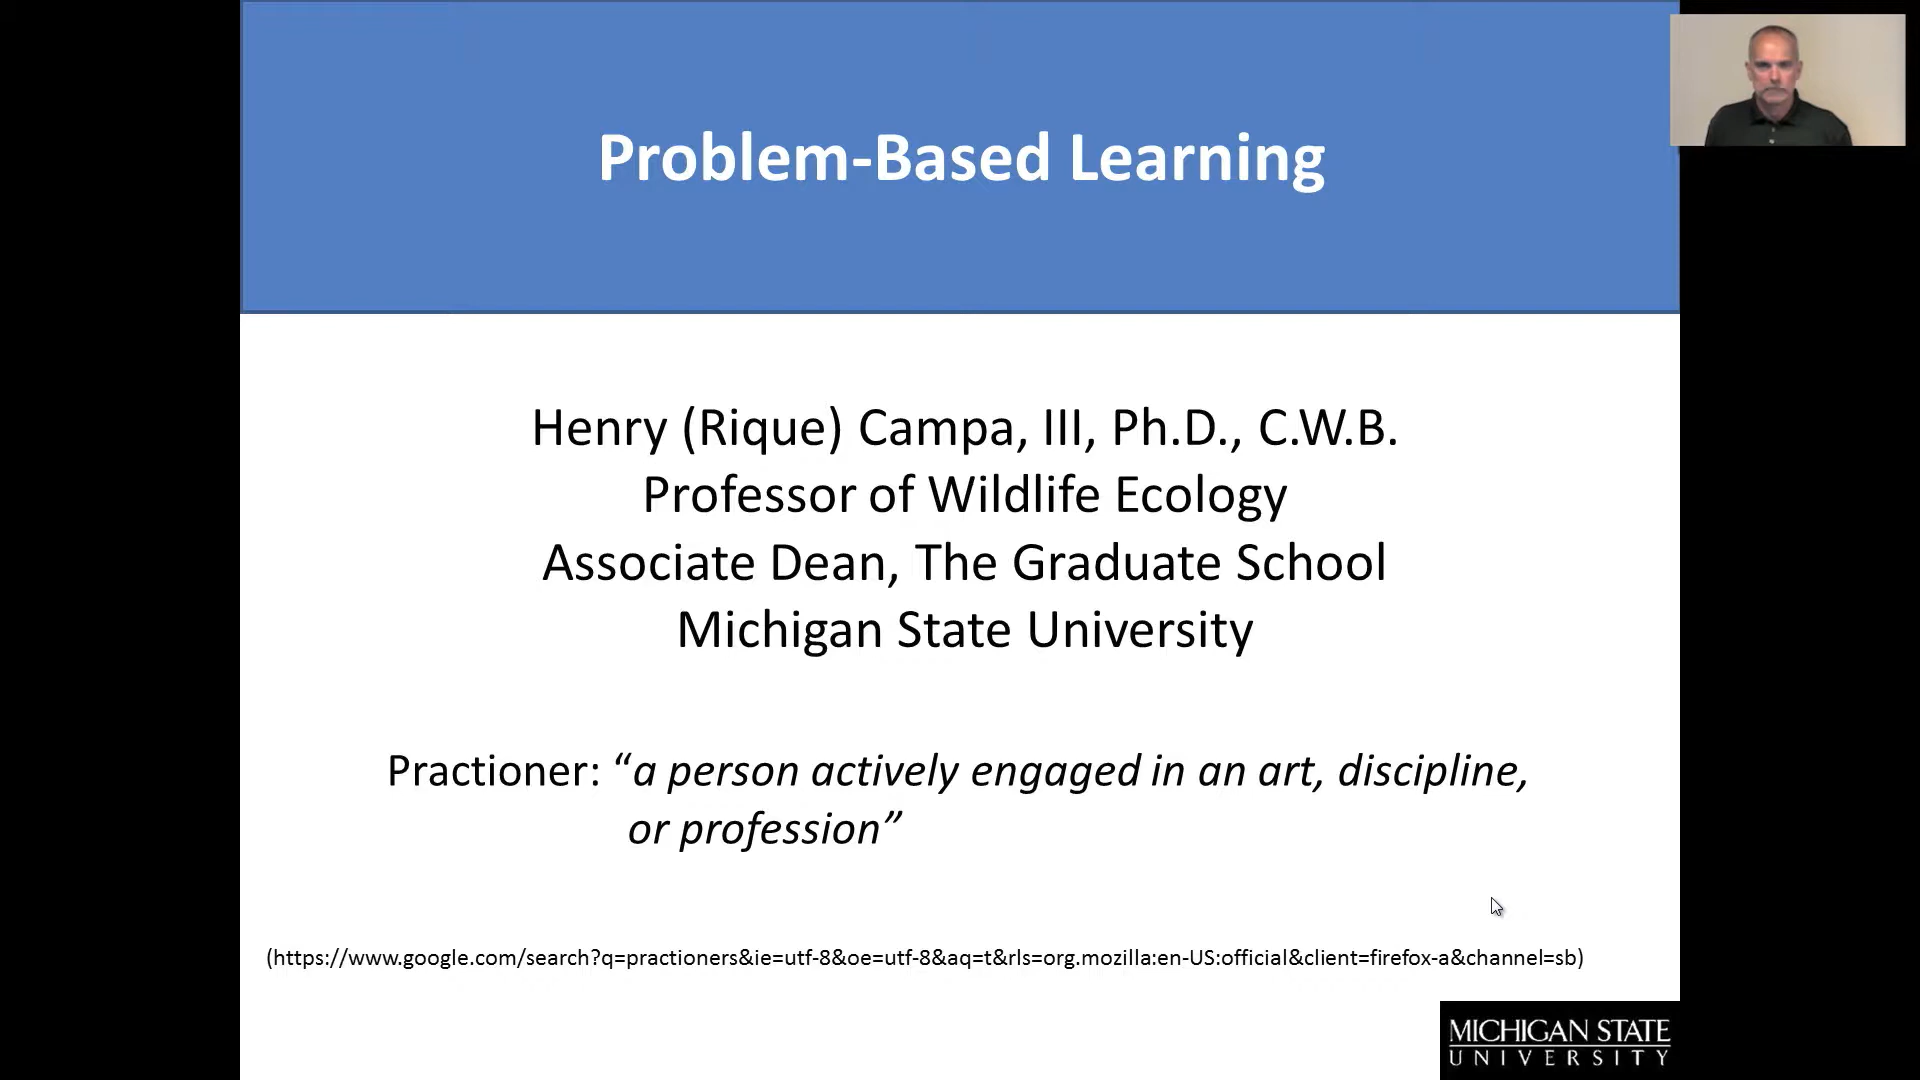 Problem-Based Learning
Henry (Rique) Campa, III, Ph.D., C.W.B.
Professor of Wildlife Ecology
Associate Dean, The Graduate School
Michigan State University
Practioner: “a person actively engaged in an art, discipline,
or profession”
(https://www.google.com/search?q=practioners&ie=utf-8&oe=utf-8&aq=t&rls=org.mozilla:en-US:official&client=firefox-a&channel=sb)
MICHIGAN STATE
UNIVERSITY